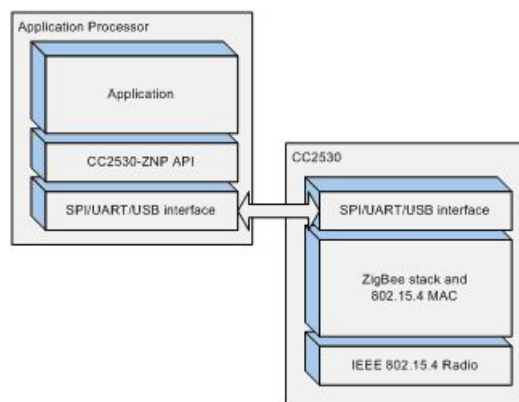 Application Processor
Application
CC2530-ZNP API
SPI/UART/USB interface
CC2530
SPI/UART/USB interface
ZigBee stack and
802.15.4 MAC
IEEE 802.15.4 Radio